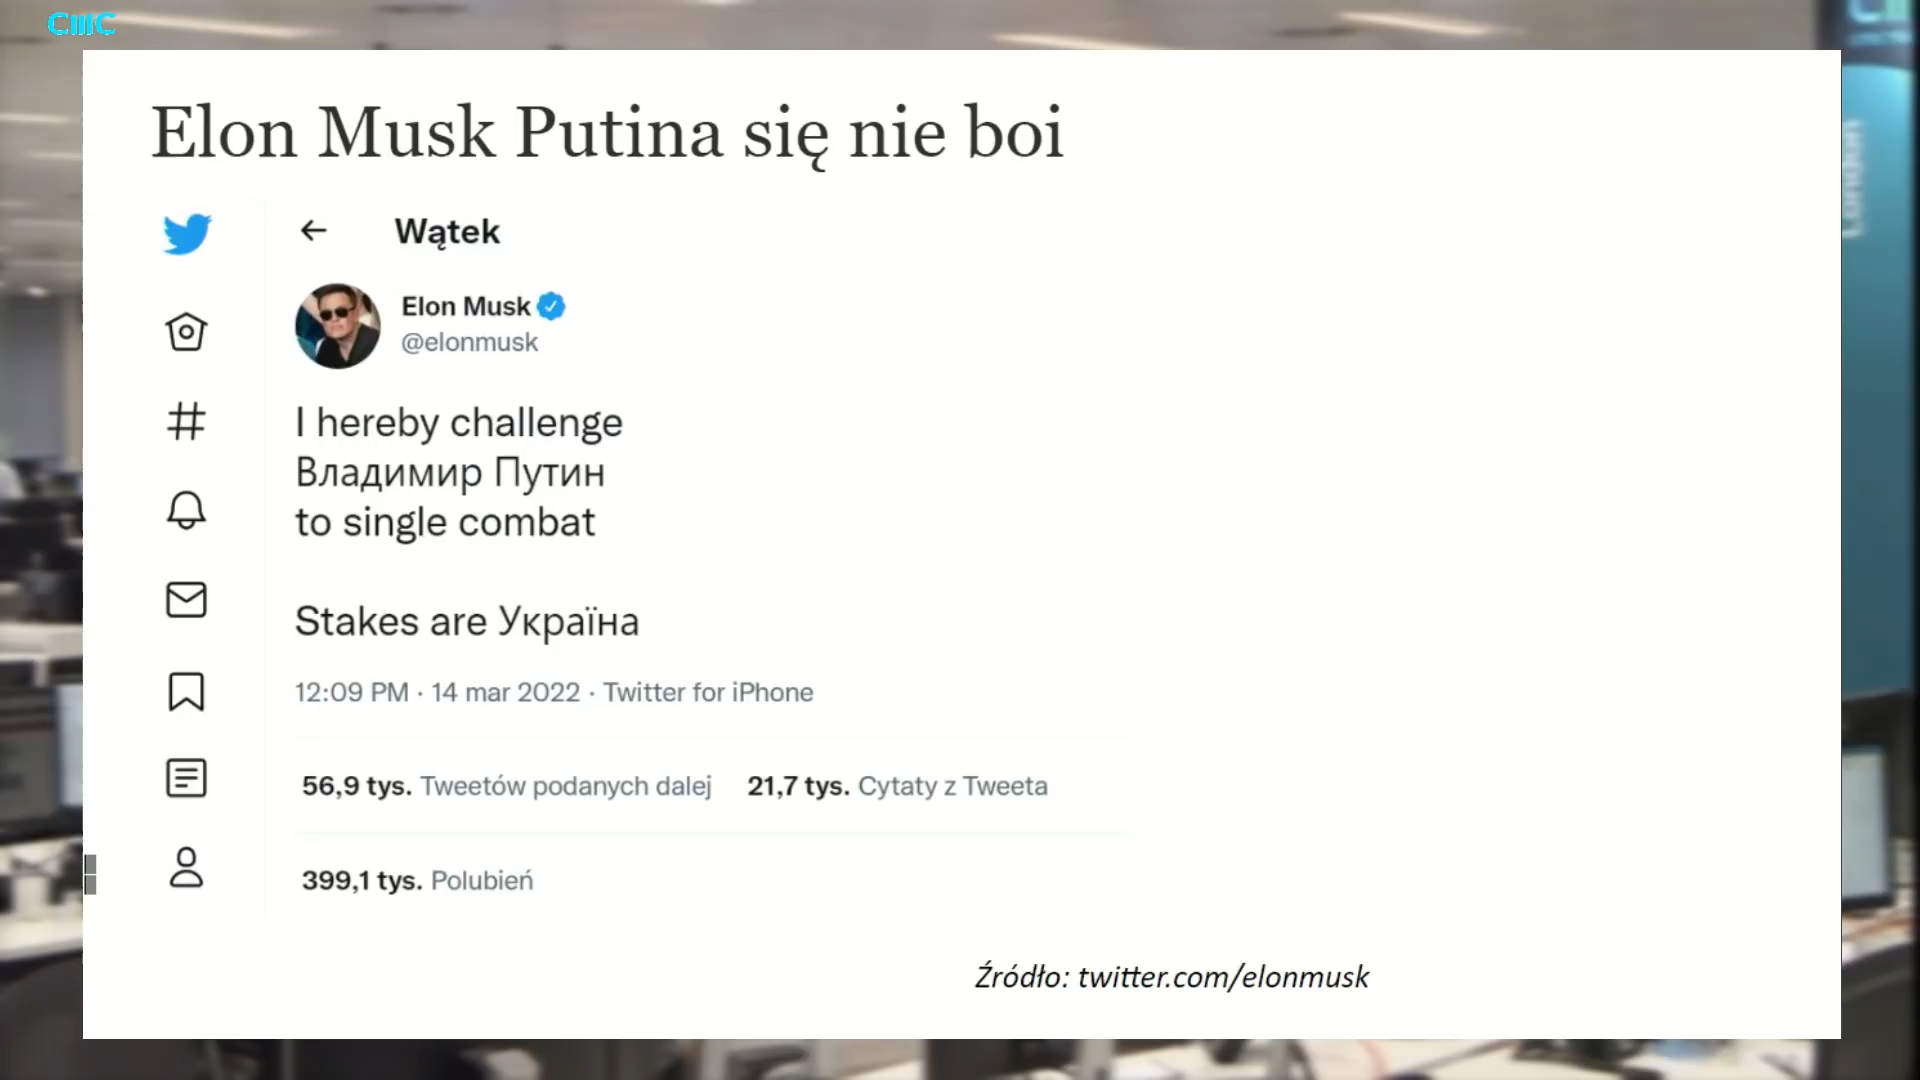 CMC
Elon Musk Putina się nie boi
Wątek
Elon Musk
@elonmusk
I hereby challenge
Владимир Путин
to single combat
Stakes are Україна
12:09 PM · 14 mar 2022 · Twitter for iPhone
56,9 tys. Tweetów podanych dalej 21,7 tys. Cytaty z Tweeta
399,1 tys. Polubień
Źródło: twitter.com/elonmusk
London